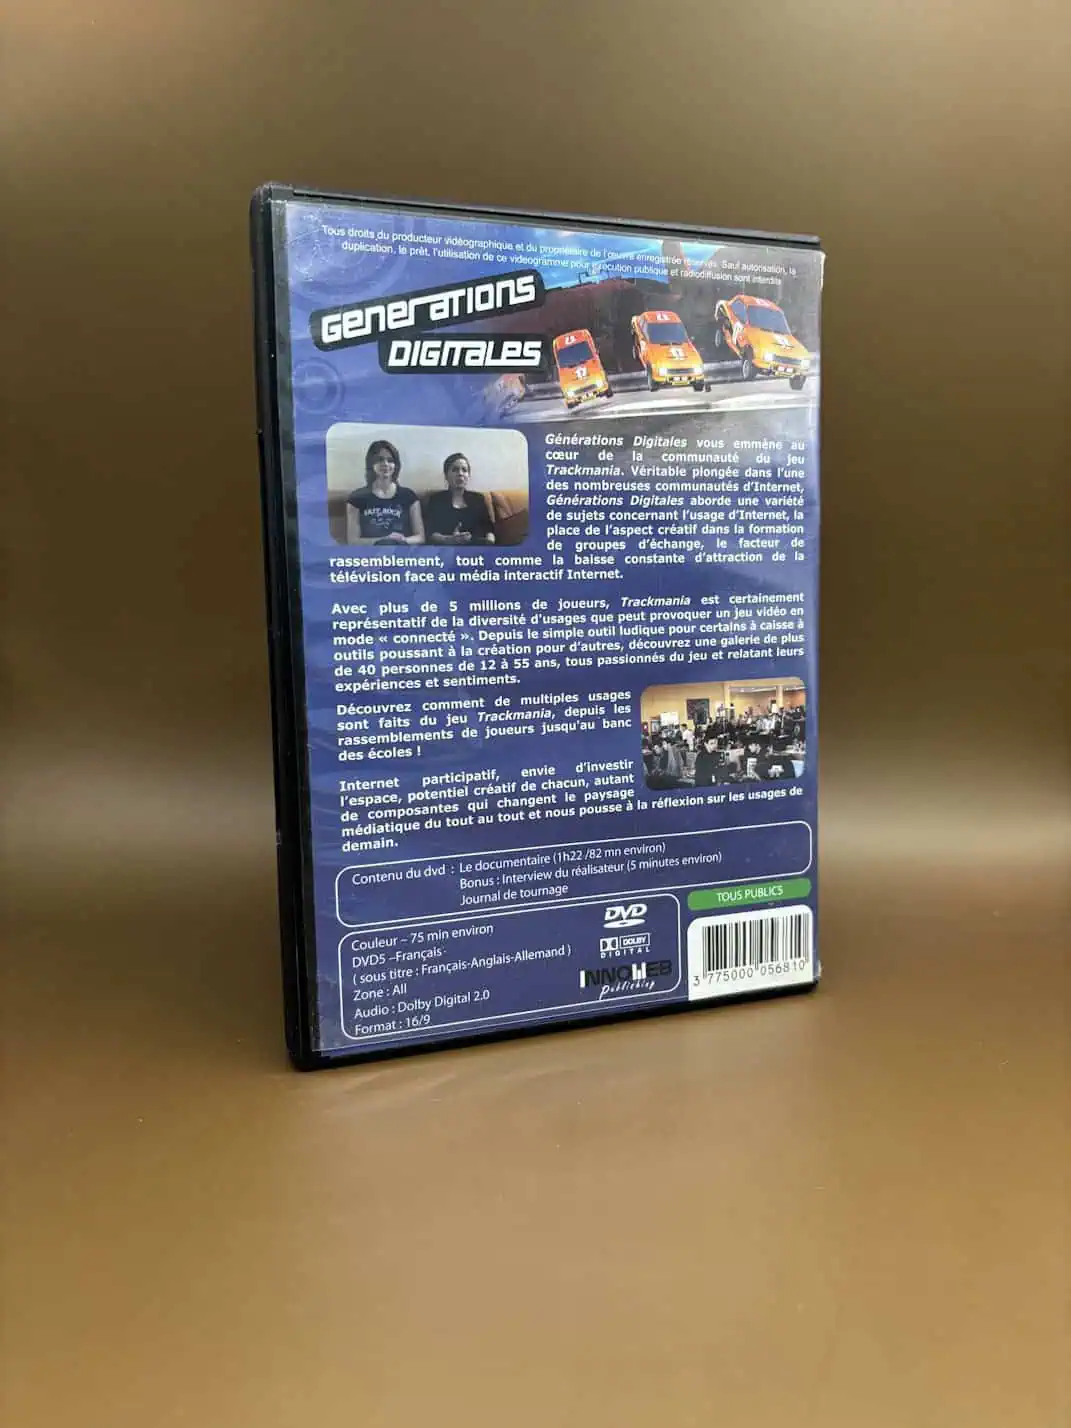 Tous droits du producteur vidéographique et du propriétaire de l'œuvre enregistrée réservés. Sauf autorisation, la
duplication, le prêt, l'utilisation de ce videogramme pour exécution publique et radiodiffusion sont interdits
Generations
Digitales
Générations Digitales vous emmène au
cœur de la communauté du jeu
Trackmania. Véritable plongée dans l'une
des nombreuses communautés d'Internet,
Générations Digitales aborde une variété
de sujets concernant l'usage d'Internet, la
place de l'aspect créatif dans la formation
de groupes d'échange, le facteur de
rassemblement, tout comme la baisse constante d'attraction de la
télévision face au média interactif Internet.
Avec plus de 5 millions de joueurs, Trackmania est certainement
représentatif de la diversité d'usages que peut provoquer un jeu vidéo en
mode « connecté ». Depuis le simple outil ludique pour certains à caisse à
outils poussant à la création pour d'autres, découvrez une galerie de plus
de 40 personnes de 12 à 55 ans, tous passionnés du jeu et relatant leurs
expériences et sentiments.
Découvrez comment de multiples usages
sont faits du jeu Trackmania, depuis les
rassemblements de joueurs jusqu'au banc
des écoles !
Internet participatif, envie d'investir
l'espace, potentiel créatif de chacun, autant
de composantes qui changent le paysage
médiatique du tout au tout et nous pousse à la réflexion sur les usages de
demain.
Contenu du dvd : Le documentaire (1h22 /82 mn environ)
Bonus : Interview du réalisateur (5 minutes environ)
Journal de tournage
TOUS PUBLICS
Couleur – 75 min environ
DVD5 –Français
( sous titre : Français-Anglais-Allemand )
Zone : All
Audio : Dolby Digital 2.0
Format : 16/9
DVD
DOLBY
DIGITAL
INNOWEB
Publishing
3 775000 056810
17
17